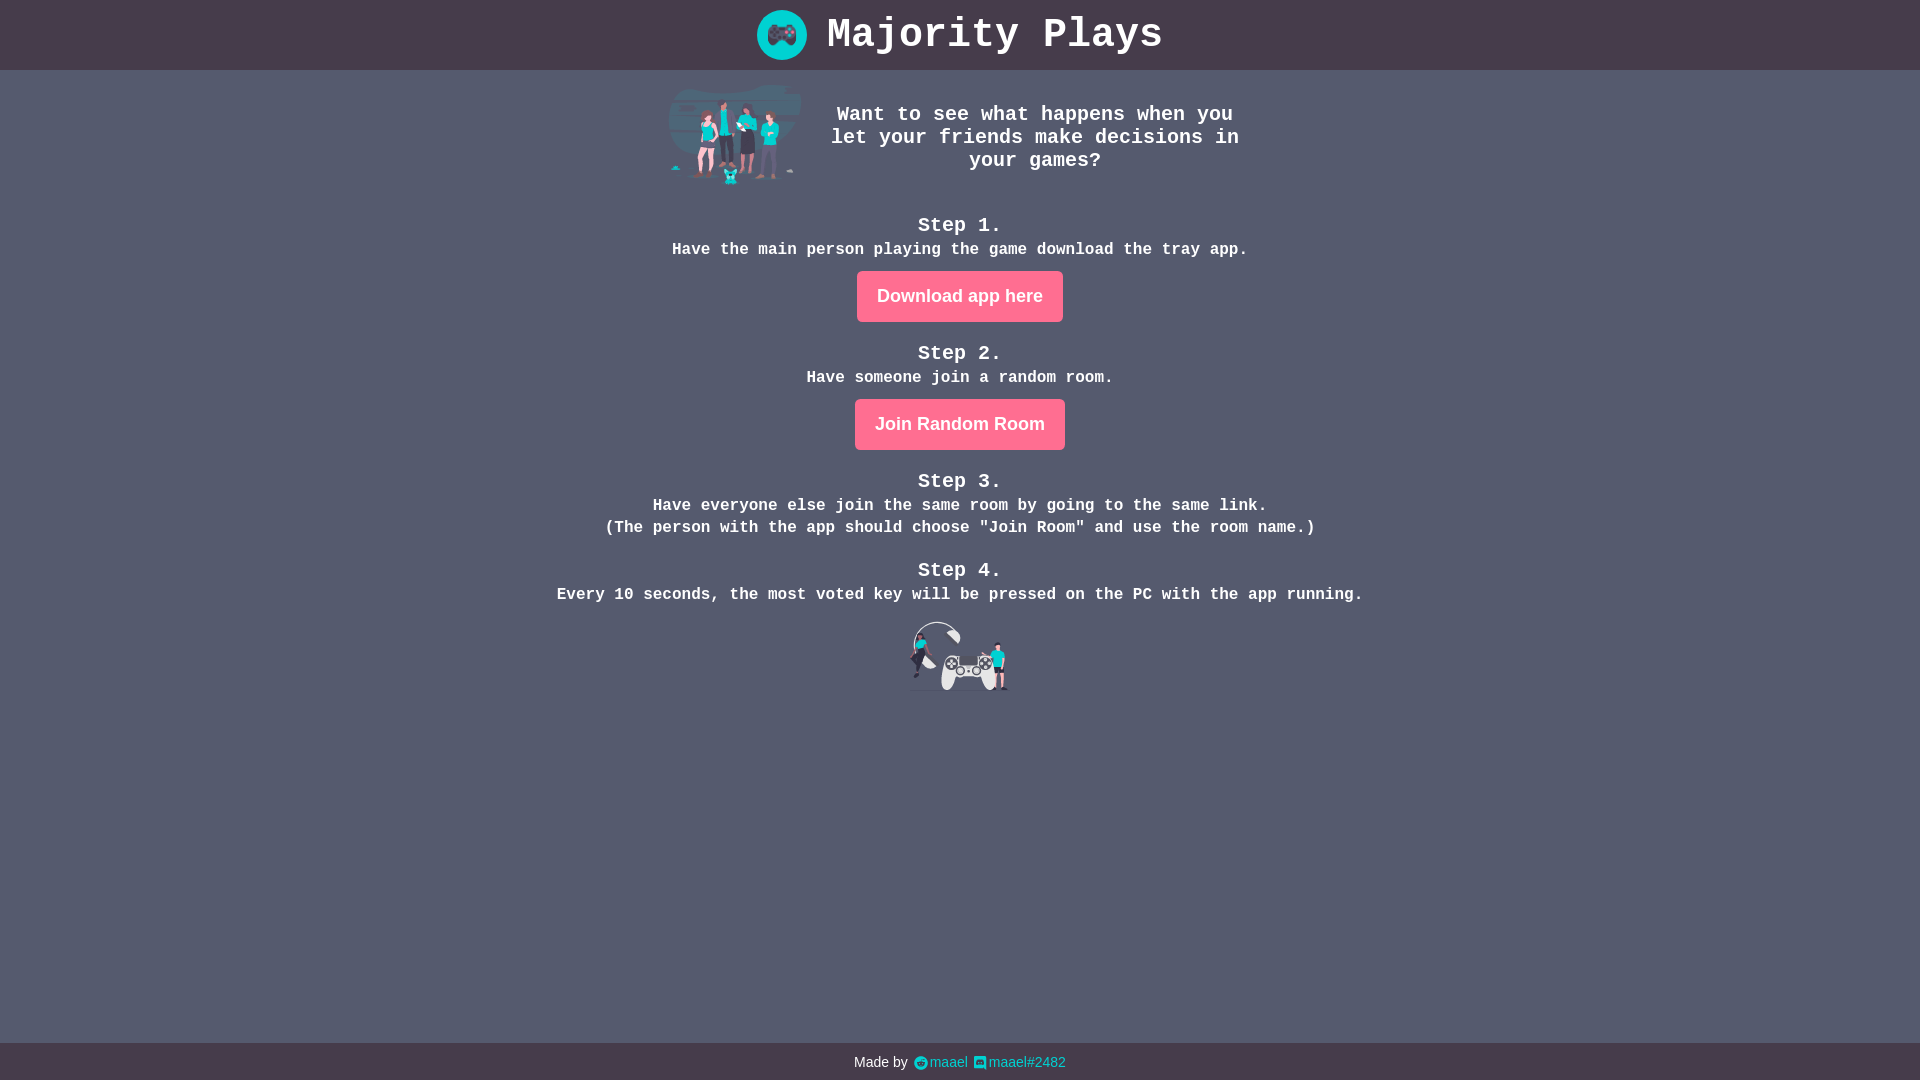 Majority Plays
Want to see what happens when you
let your friends make decisions in
your games?
Step 1.
Have the main person playing the game download the tray app.
Download app here
Step 2.
Have someone join a random room.
Join Random Room
Step 3.
Have everyone else join the same room by going to the same link.
(The person with the app should choose "Join Room" and use the room name.)
Step 4.
Every 10 seconds, the most voted key will be pressed on the PC with the app running.
Made by maael maael#2482